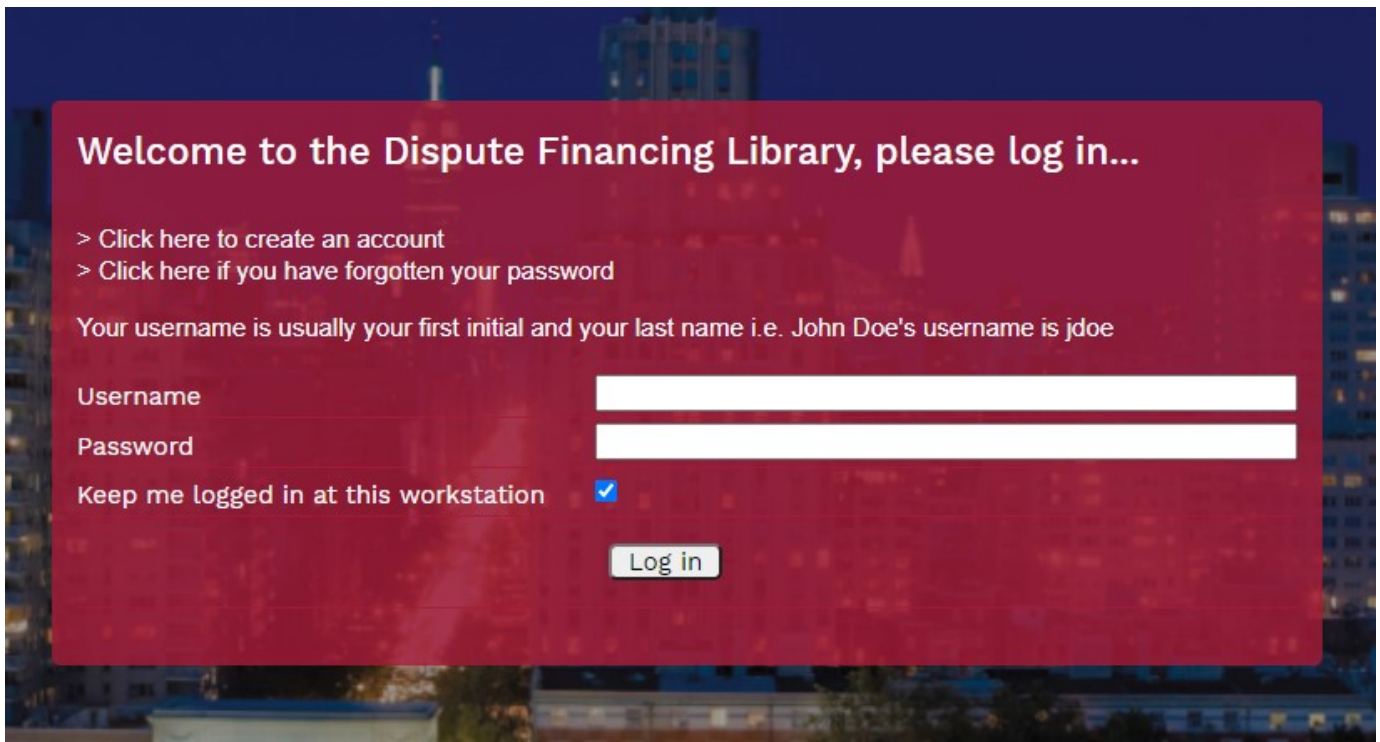 Welcome to the Dispute Financing Library, please log in...
> Click here to create an account
> Click here if you have forgotten your password
Your username is usually your first initial and your last name i.e. John Doe's username is jdoe
Username
Password
Keep me logged in at this workstation
Log in